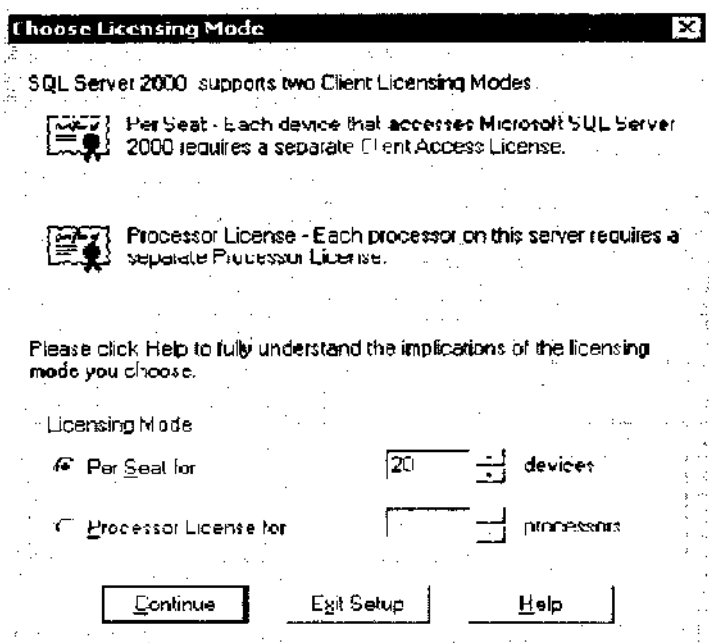 Choose Licensing Mode
SQL Server 2000 supports two Client Licensing Modes.
Per Seat - Each device that accesses Microsoft SQL Server
2000 requires a separate Client Access License.
Processor License - Each processor on this server requires a
separate Processor License.
Please click Help to fully understand the implications of the licensing
mode you choose.
Licensing Mode
Per Seat for 20 devices
Processor License for processors
Continue Exit Setup Help